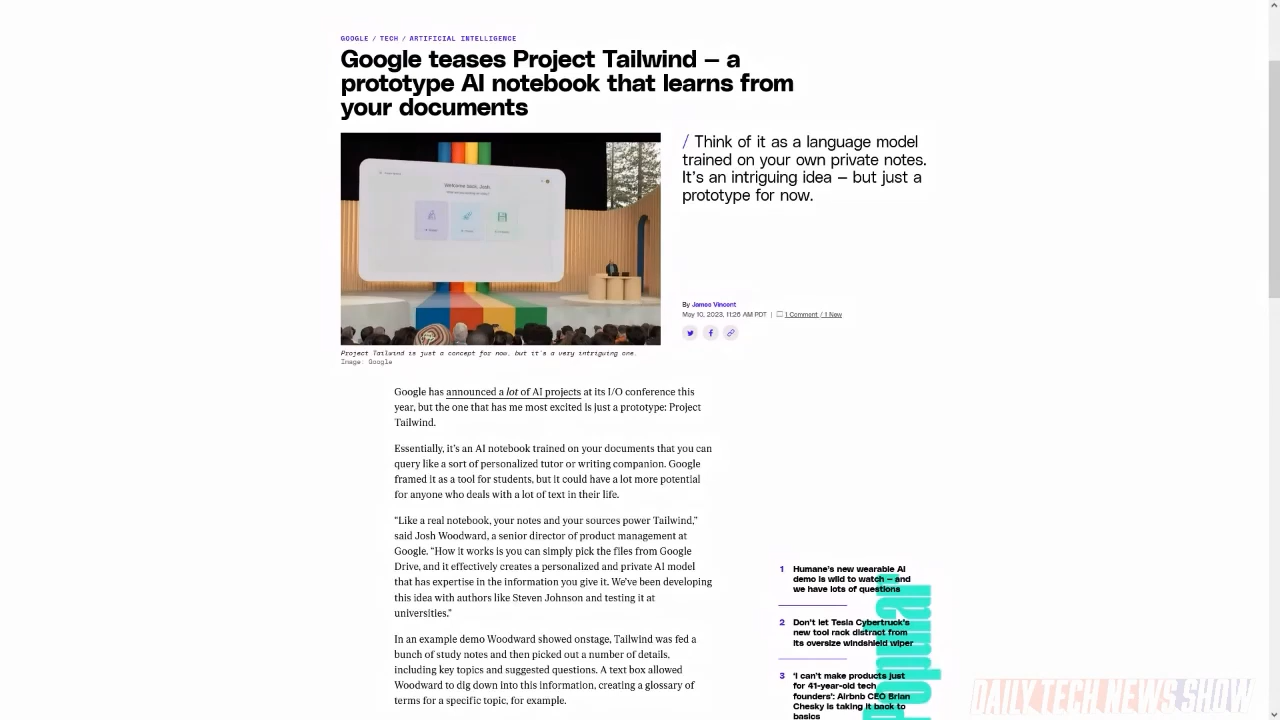 GOOGLE / TECH / ARTIFICIAL INTELLIGENCE
Google teases Project Tailwind — a
prototype AI notebook that learns from
your documents
Welcome back, Josh.
/ Think of it as a language model
trained on your own private notes.
It's an intriguing idea — but just a
prototype for now.
By James Vincent
May 10, 2023, 11:26 AM PDT | 1 Comment / 1 New
Project Tailwind is just a concept for now, but it's a very intriguing one.
Image: Google
Google has announced a lot of AI projects at its I/O conference this
year, but the one that has me most excited is just a prototype: Project
Tailwind.
Essentially, it's an AI notebook trained on your documents that you can
query like a sort of personalized tutor or writing companion. Google
framed it as a tool for students, but it could have a lot more potential
for anyone who deals with a lot of text in their life.
"Like a real notebook, your notes and your sources power Tailwind,"
said Josh Woodward, a senior director of product management at
Google. "How it works is you can simply pick the files from Google
Drive, and it effectively creates a personalized and private AI model
that has expertise in the information you give it. We've been developing
this idea with authors like Steven Johnson and testing it at
universities."
In an example demo Woodward showed onstage, Tailwind was fed a
bunch of study notes and then picked out a number of details,
including key topics and suggested questions. A text box allowed
Woodward to dig down into this information, creating a glossary of
terms for a specific topic, for example.
Popular
1 Humane's new wearable AI
demo is wild to watch — and
we have lots of questions
2 Don't let Tesla Cybertruck's
new tool rack distract from
its oversize windshield wiper
3 'I can't make products just
for 41-year-old tech
founders': Airbnb CEO Brian
Chesky is taking it back to
basics
DAILY TECH NEWS SHOW